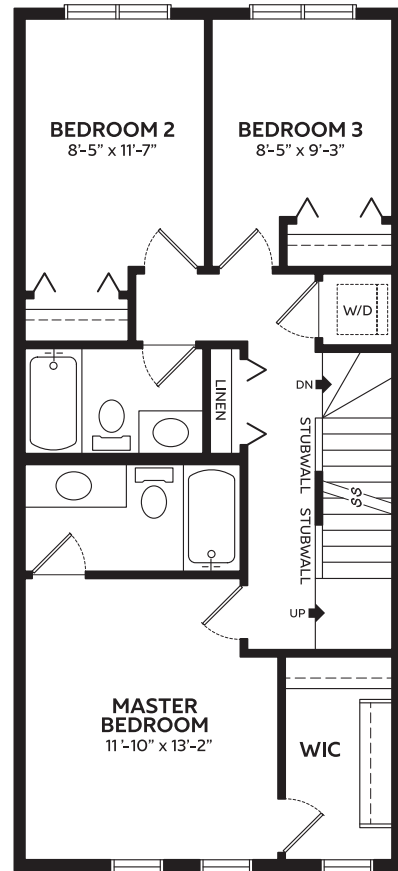 BEDROOM 2
8'-5" x 11'-7"
BEDROOM 3
8'-5" x 9'-3"
W/D
LINEN
DN
STUBWALL
SS
STUBWALL
UP
MASTER
BEDROOM
11'-10" x 13'-2"
WIC